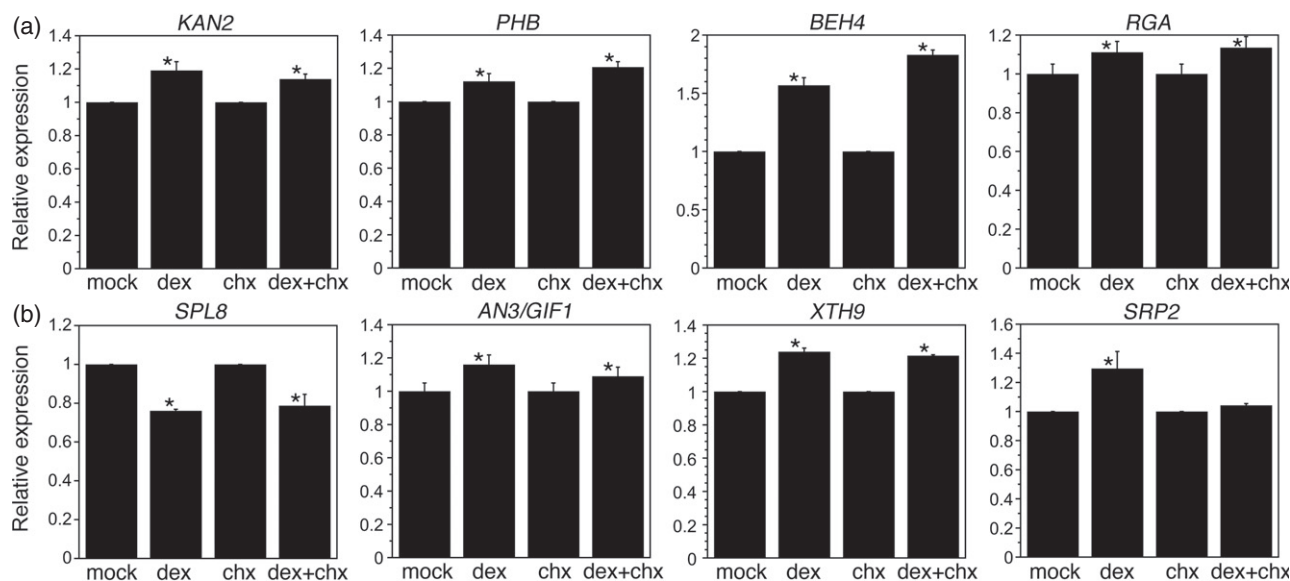 (a) KAN2 PHB BEH4 RGA
Relative expression
1.4 1.2 1 0.8 0.6 0.4 0.2 0
* *
mock dex chx dex+chx
1.4 1.2 1 0.8 0.6 0.4 0.2 0
* *
mock dex chx dex+chx
2 1.5 1 0.5 0
* *
mock dex chx dex+chx
1.2 1 0.8 0.6 0.4 0.2 0
* *
mock dex chx dex+chx
(b) SPL8 AN3/GIF1 XTH9 SRP2
Relative expression
1.2 1 0.8 0.6 0.4 0.2 0
* *
mock dex chx dex+chx
1.4 1.2 1 0.8 0.6 0.4 0.2 0
* *
mock dex chx dex+chx
1.4 1.2 1 0.8 0.6 0.4 0.2 0
* *
mock dex chx dex+chx
1.6 1.4 1.2 1 0.8 0.6 0.4 0.2 0
*
mock dex chx dex+chx